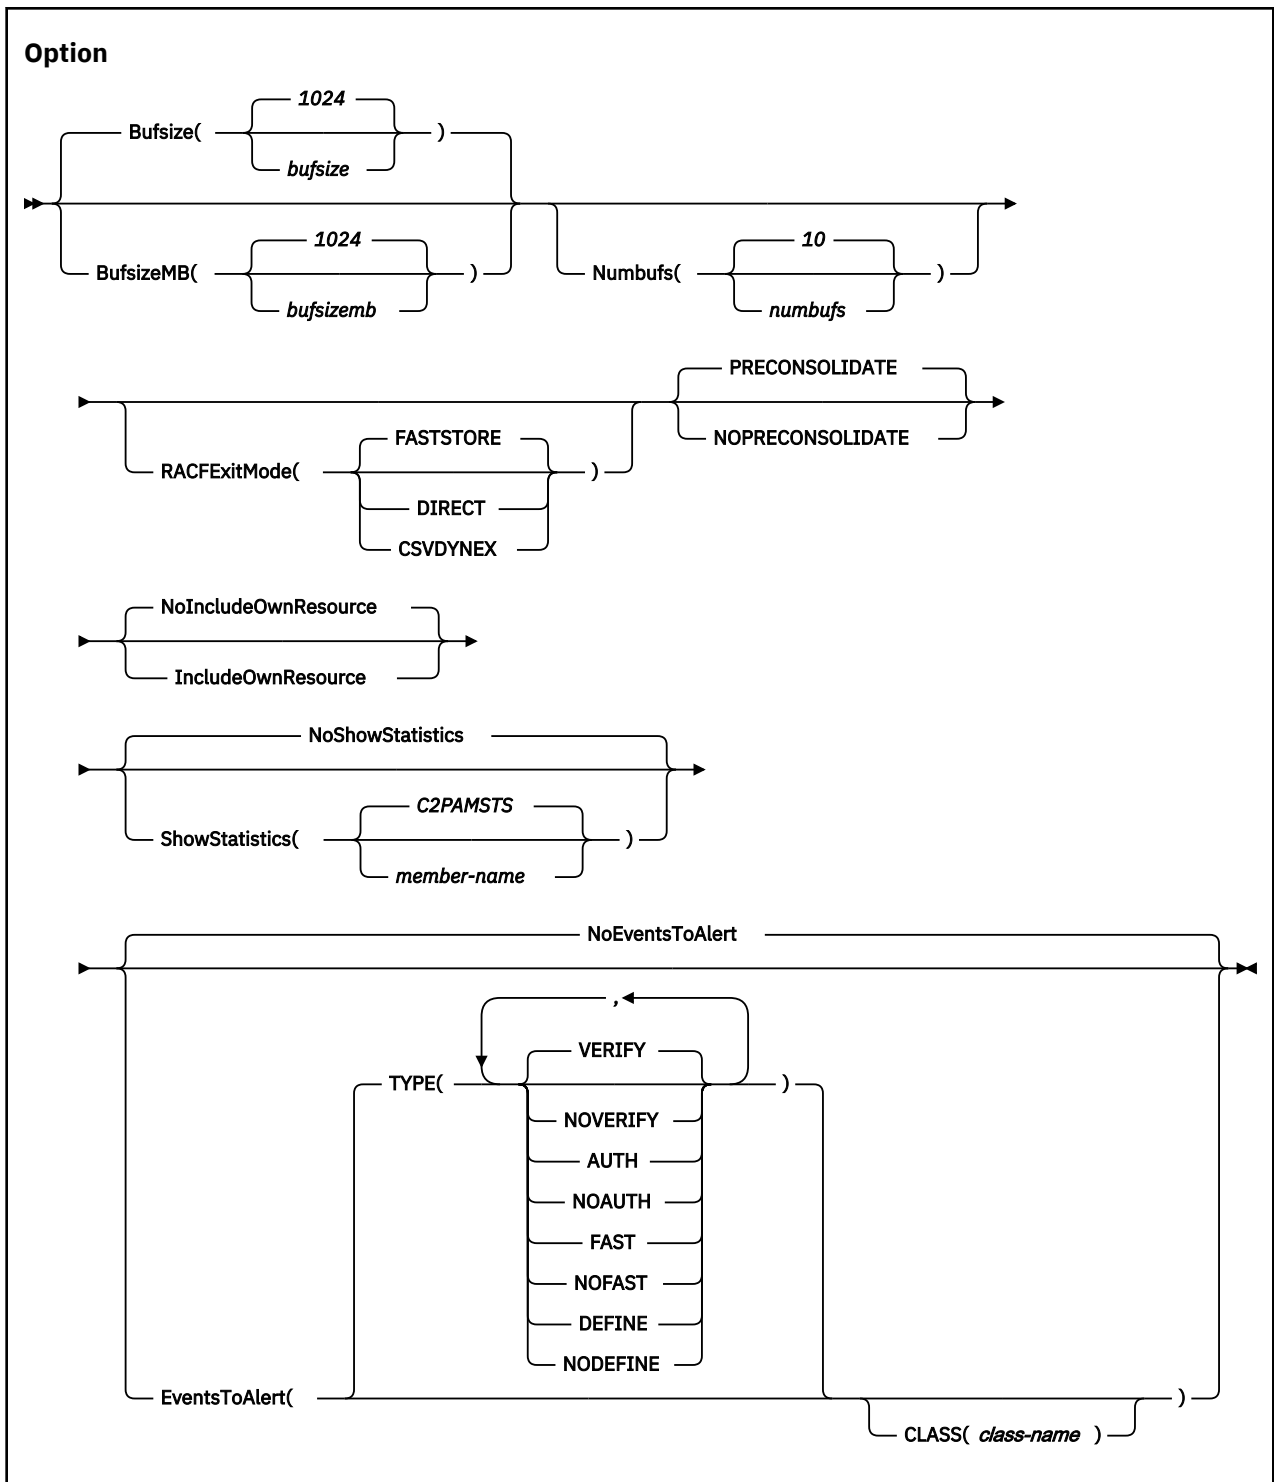 Option
1024
Bufsize( )
bufsize
1024 10
BufsizeMB( ) Numbufs( )
bufsizemb numbufs
PRECONSOLIDATE
FASTSTORE NOPRECONSOLIDATE
RACFExitMode( )
DIRECT
CSVDYNEX
NoIncludeOwnResource
IncludeOwnResource
NoShowStatistics
C2PAMSTS
ShowStatistics( )
member-name
NoEventsToAlert
,
VERIFY
TYPE( )
NOVERIFY
AUTH
NOAUTH
FAST
NOFAST
DEFINE
NODEFINE
EventsToAlert( )
CLASS( class-name )